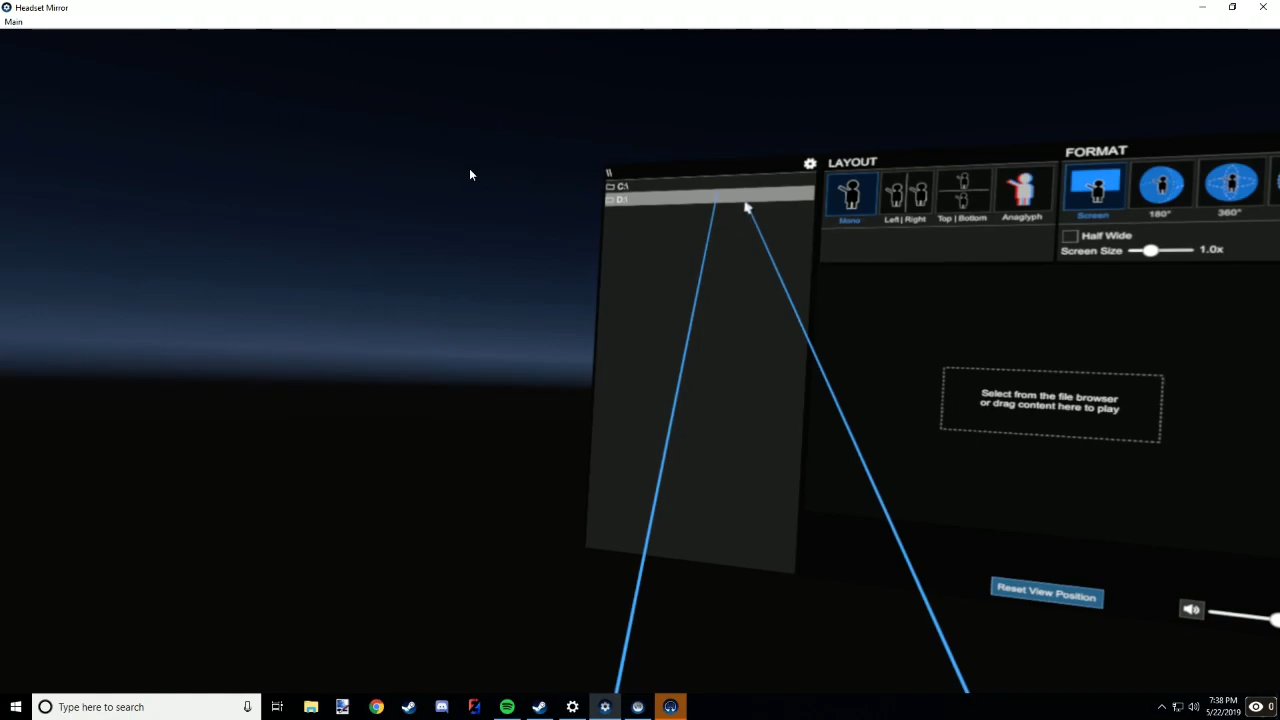 Headset Mirror
Main
\\
C:\
D:\
LAYOUT
Mono
Left | Right
Top | Bottom
Anaglyph
FORMAT
Screen
180°
360°
Half Wide
Screen Size
1.0x
Select from the file browser
or drag content here to play
Reset View Position
Type here to search
7:38 PM
5/22/2019
0